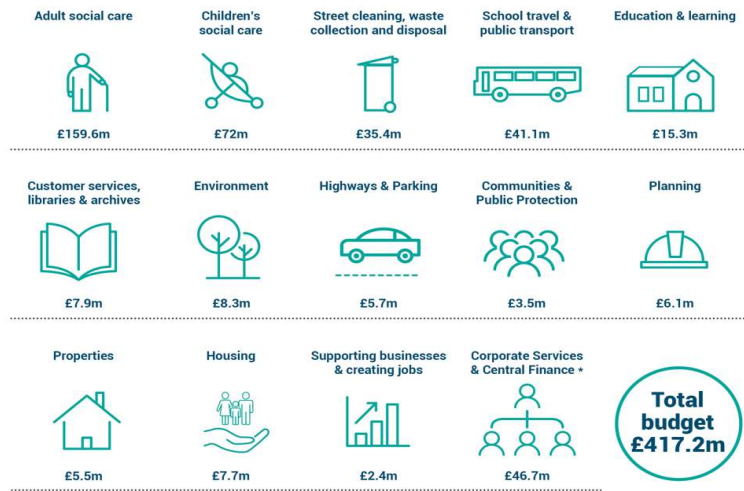 Adult social care
£159.6m
Children's
social care
£72m
Street cleaning, waste
collection and disposal
£35.4m
School travel &
public transport
£41.1m
Education & learning
£15.3m
Customer services,
libraries & archives
£7.9m
Environment
£8.3m
Highways & Parking
£5.7m
Communities &
Public Protection
£3.5m
Planning
£6.1m
Properties
£5.5m
Housing
£7.7m
Supporting businesses
& creating jobs
£2.4m
Corporate Services
& Central Finance *
£46.7m
Total
budget
£417.2m